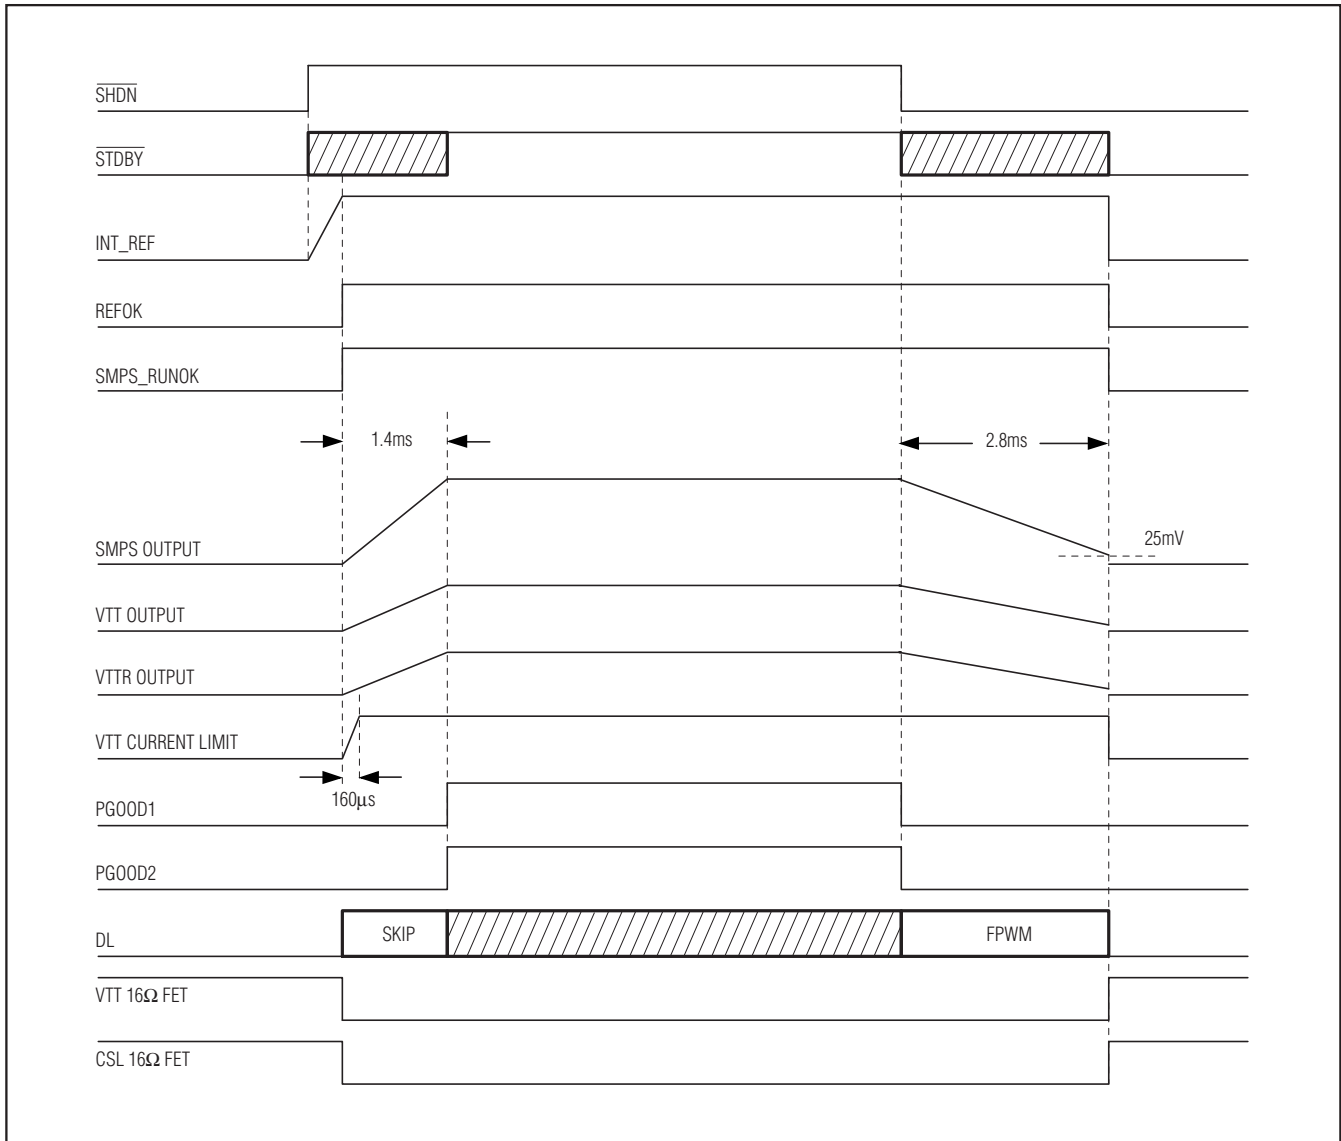 SHDN
STDBY
INT_REF
REFOK
SMPS_RUNOK
1.4ms
2.8ms
25mV
SMPS OUTPUT
VTT OUTPUT
VTTR OUTPUT
VTT CURRENT LIMIT
160μs
PGOOD1
PGOOD2
DL
SKIP
FPWM
VTT 16Ω FET
CSL 16Ω FET